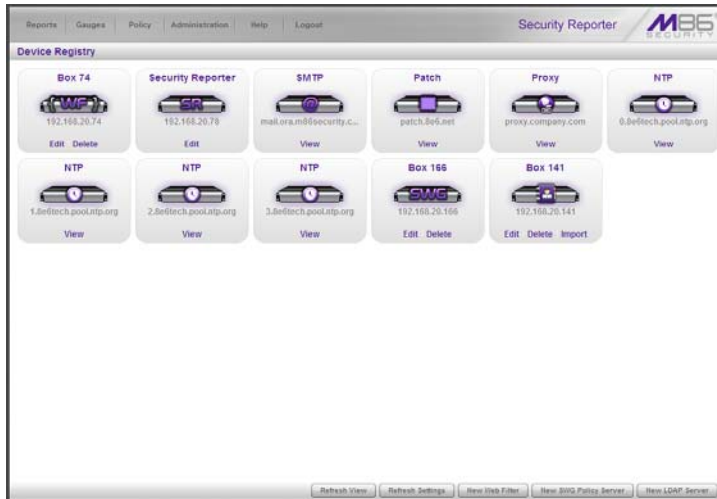 Reports Gauges Policy Administration Help Logout
Security Reporter
M86 SECURITY
Device Registry
Box 74 Security Reporter SMTP Patch Proxy NTP
WF SR @
192.168.20.74 192.168.20.78 mail.ora.m86security.c... patch.8e6.net proxy.company.com 0.8e6tech.pool.ntp.org
Edit Delete Edit View View View View
NTP NTP NTP Box 166 Box 141
SWG
1.8e6tech.pool.ntp.org 2.8e6tech.pool.ntp.org 3.8e6tech.pool.ntp.org 192.168.20.166 192.168.20.141
View View View Edit Delete Edit Delete Import
Refresh View Refresh Settings New Web Filter New SWG Policy Server New LDAP Server